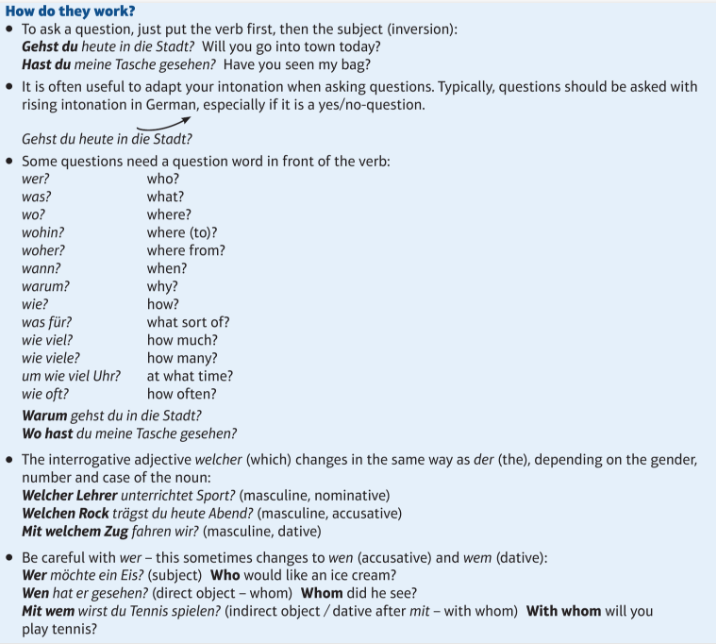 How do they work?
• To ask a question, just put the verb first, then the subject (inversion):
Gehst du heute in die Stadt? Will you go into town today?
Hast du meine Tasche gesehen? Have you seen my bag?
• It is often useful to adapt your intonation when asking questions. Typically, questions should be asked with
rising intonation in German, especially if it is a yes/no-question.
Gehst du heute in die Stadt?
• Some questions need a question word in front of the verb:
wer? who?
was? what?
wo? where?
wohin? where (to)?
woher? where from?
wann? when?
warum? why?
wie? how?
was für? what sort of?
wie viel? how much?
wie viele? how many?
um wie viel Uhr? at what time?
wie oft? how often?
Warum gehst du in die Stadt?
Wo hast du meine Tasche gesehen?
• The interrogative adjective welcher (which) changes in the same way as der (the), depending on the gender,
number and case of the noun:
Welcher Lehrer unterrichtet Sport? (masculine, nominative)
Welchen Rock trägst du heute Abend? (masculine, accusative)
Mit welchem Zug fahren wir? (masculine, dative)
• Be careful with wer – this sometimes changes to wen (accusative) and wem (dative):
Wer möchte ein Eis? (subject) Who would like an ice cream?
Wen hat er gesehen? (direct object – whom) Whom did he see?
Mit wem wirst du Tennis spielen? (indirect object / dative after mit – with whom) With whom will you
play tennis?